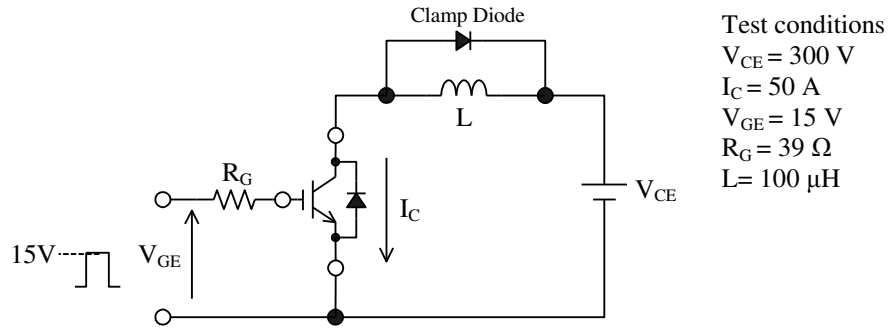 Clamp Diode
L
R_G
I_C
V_CE
15V
V_GE
Test conditions
V_CE = 300 V
I_C = 50 A
V_GE = 15 V
R_G = 39 Ω
L= 100 μH